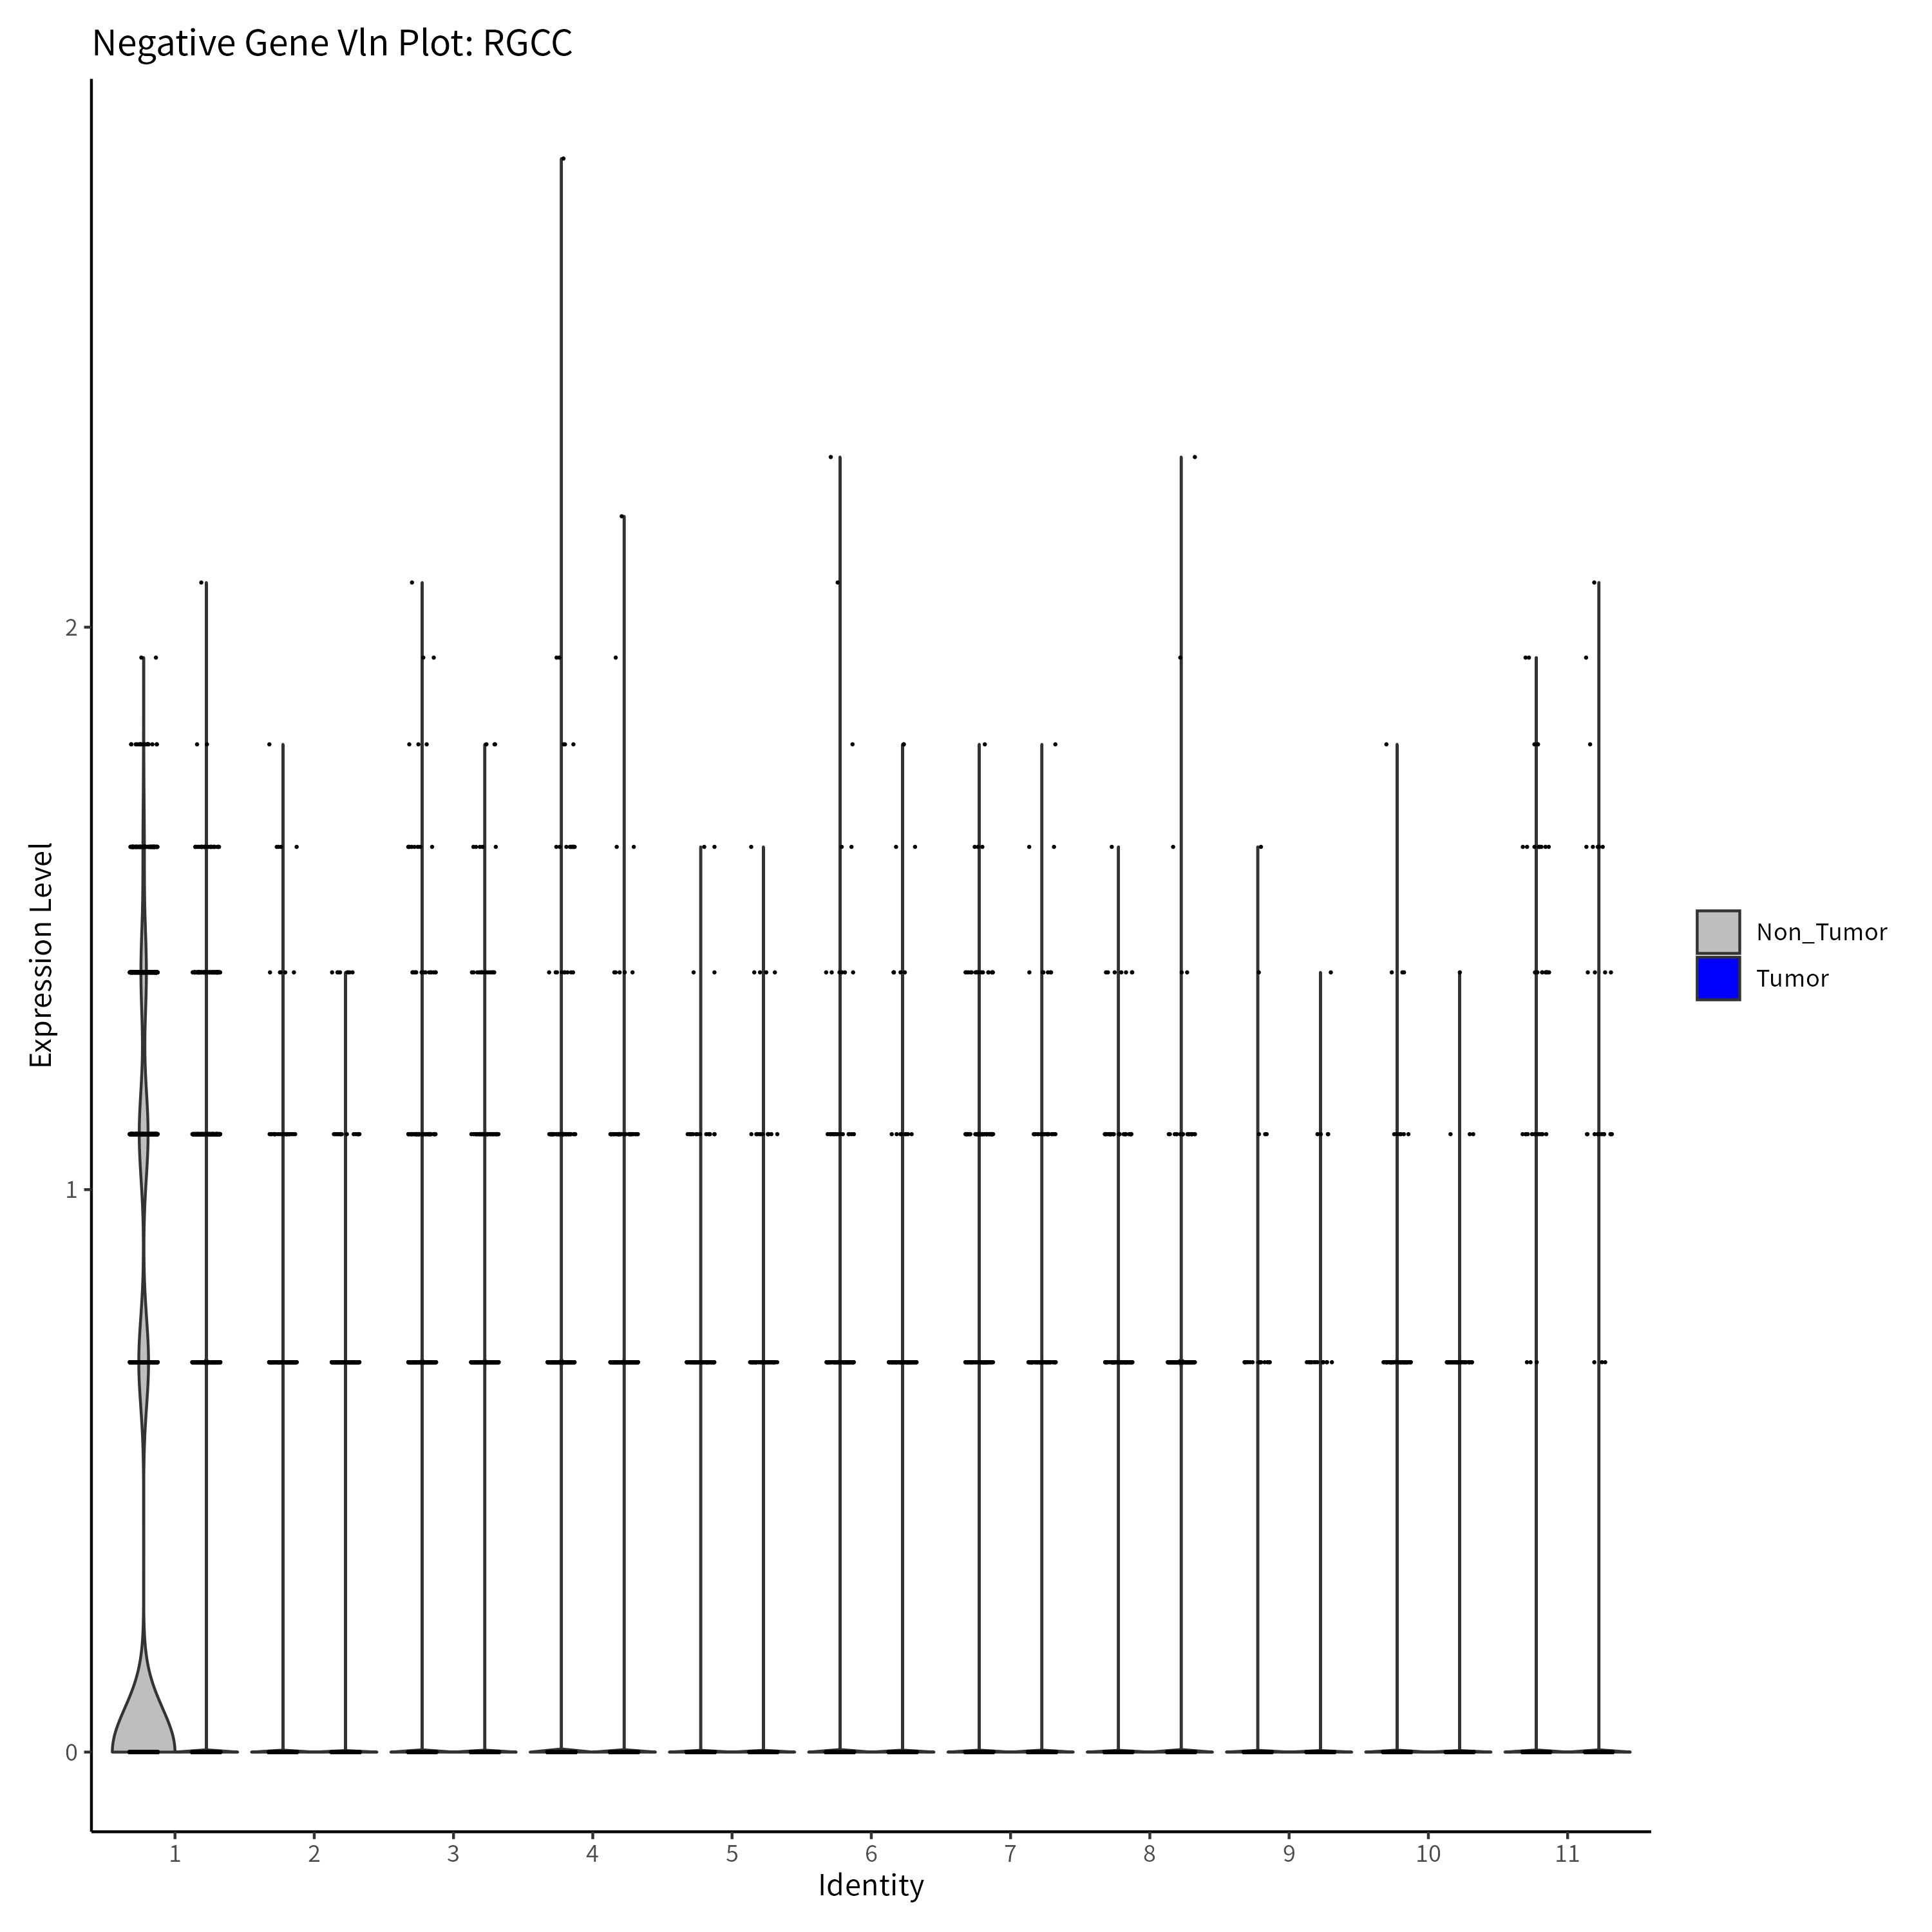 Negative Gene Vln Plot: RGCC
Expression Level
2
1
0
1 2 3 4 5 6 7 8 9 10 11
Identity
Non_Tumor
Tumor